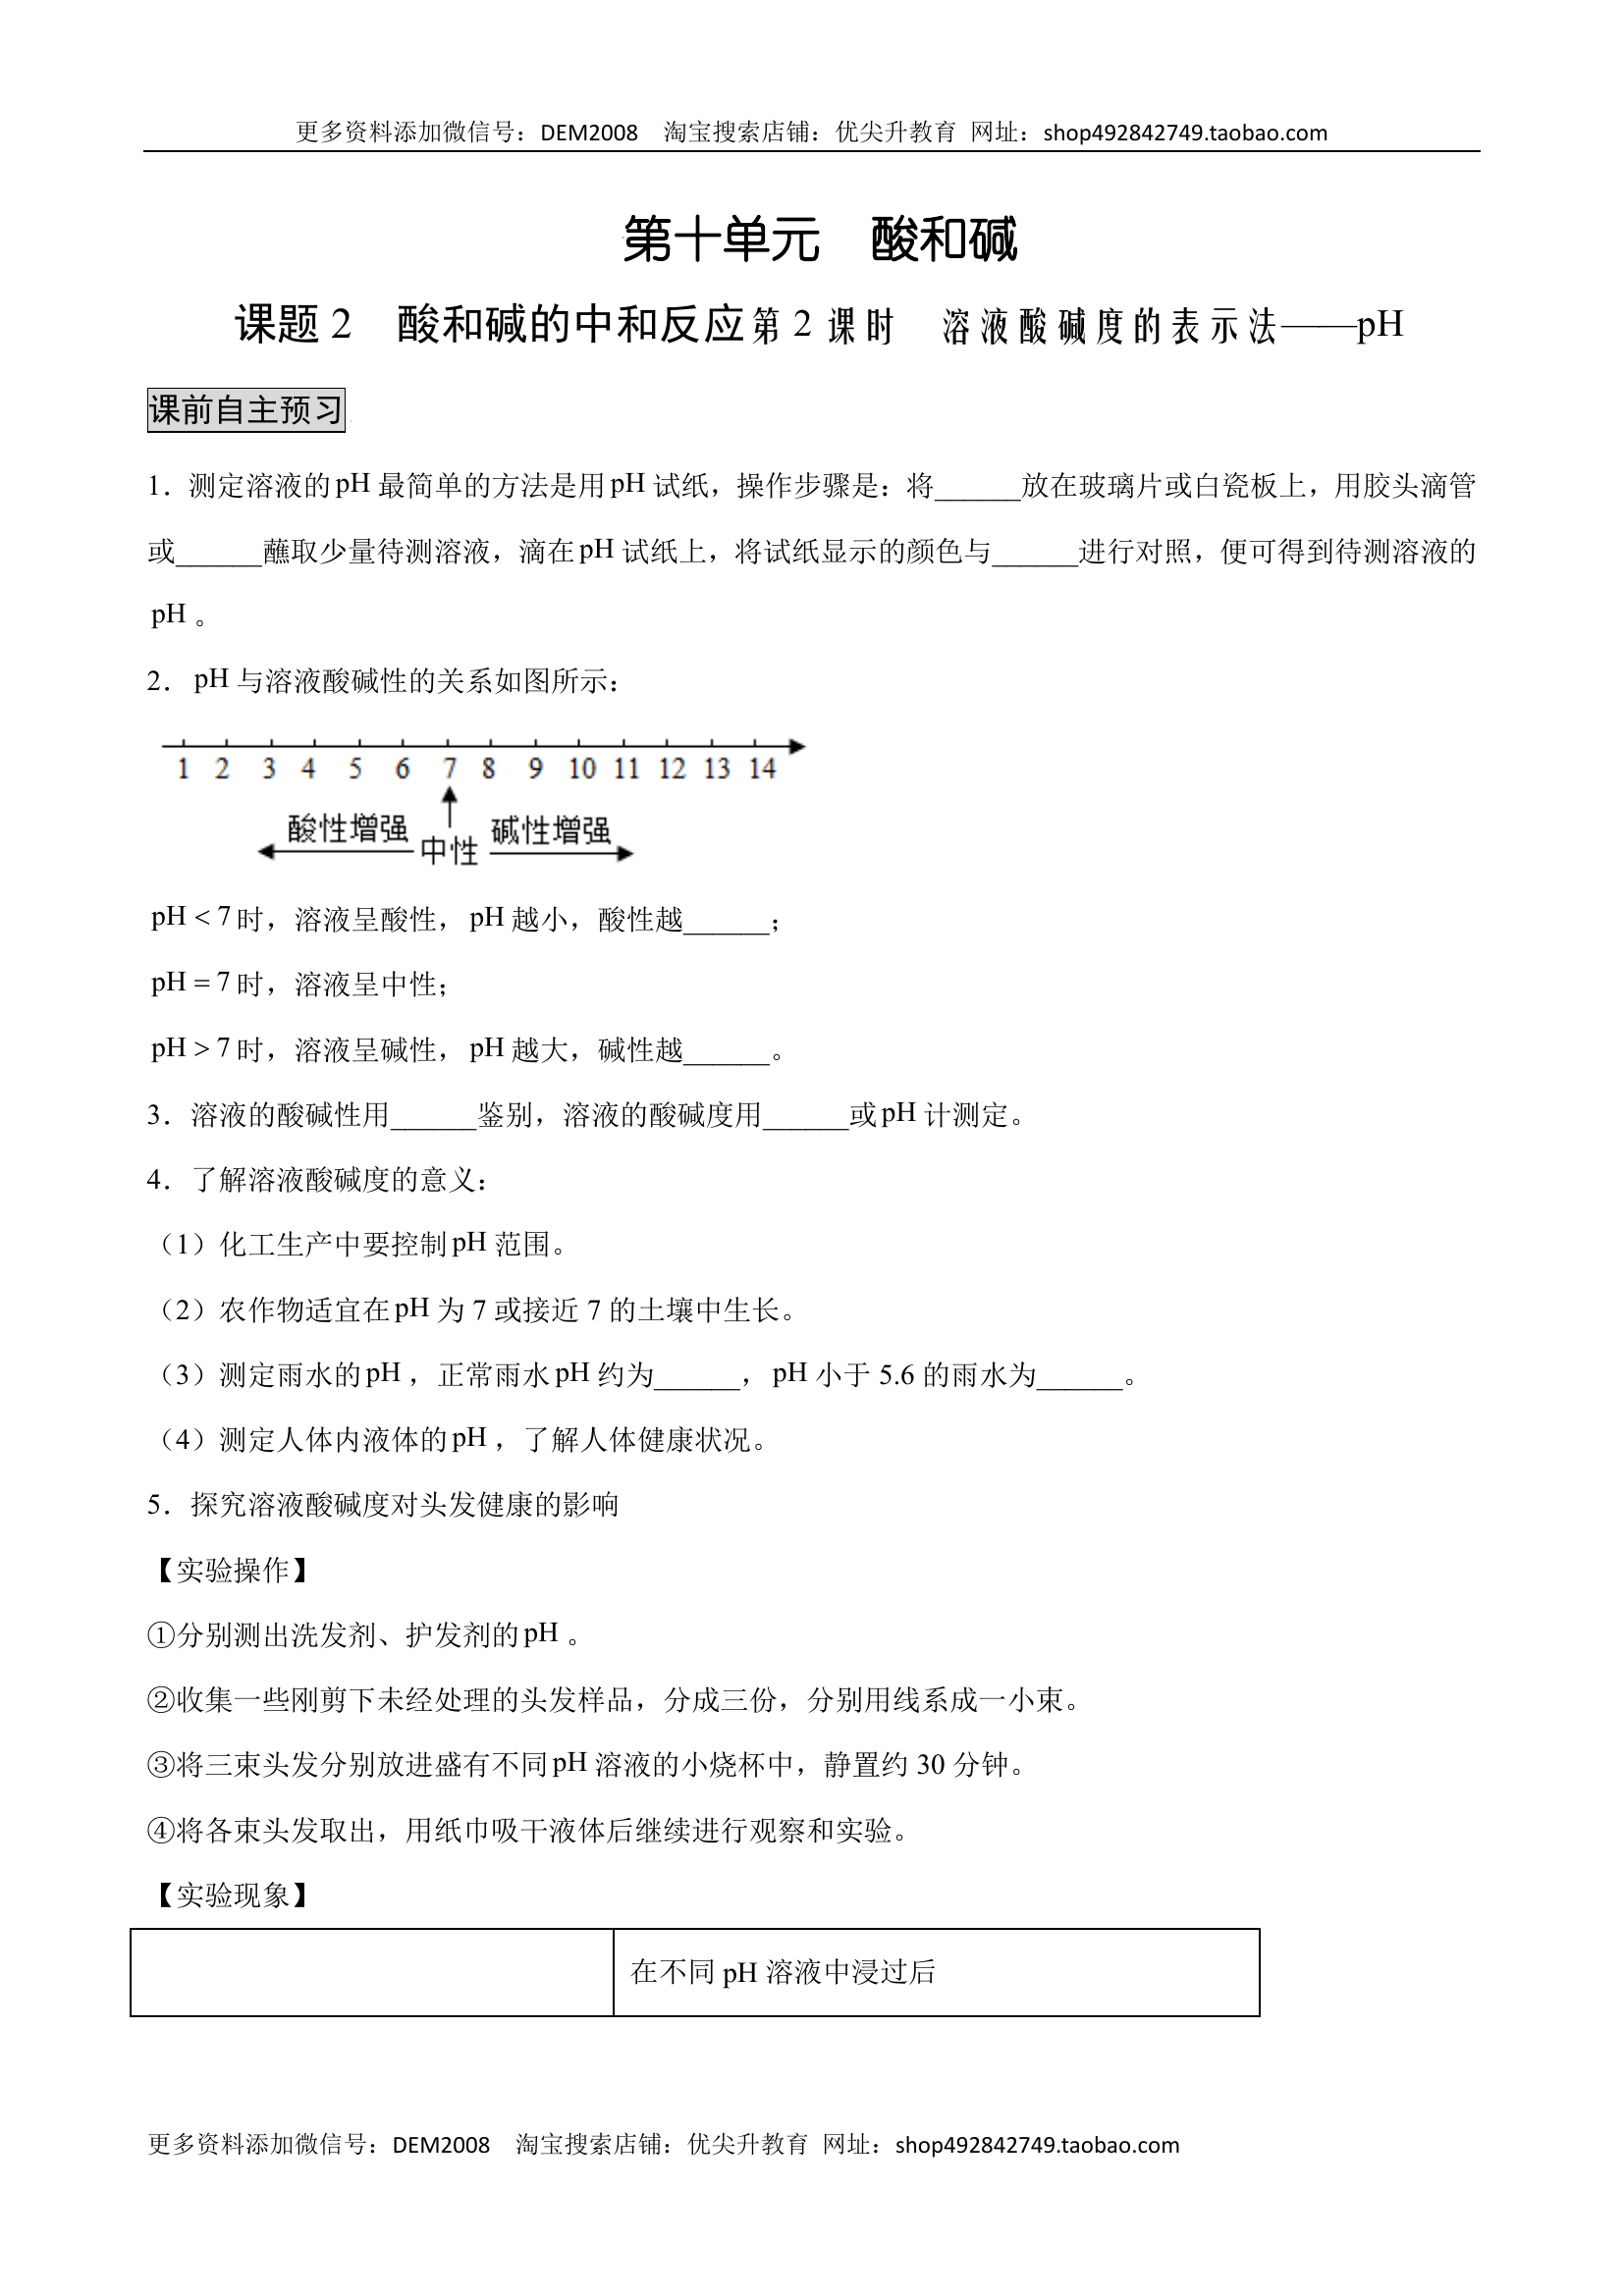 更多资料添加微信号：DEM2008 淘宝搜索店铺：优尖升教育 网址：shop492842749.taobao.com
第十单元 酸和碱
课题2 酸和碱的中和反应第2课时 溶液酸碱度的表示法——pH
课前自主预习
1．测定溶液的pH最简单的方法是用pH试纸，操作步骤是：将______放在玻璃片或白瓷板上，用胶头滴管
或______蘸取少量待测溶液，滴在pH试纸上，将试纸显示的颜色与______进行对照，便可得到待测溶液的
pH。
2．pH与溶液酸碱性的关系如图所示：
1 2 3 4 5 6 7 8 9 10 11 12 13 14
酸性增强 中性 碱性增强
pH < 7时，溶液呈酸性，pH越小，酸性越______；
pH = 7时，溶液呈中性；
pH > 7时，溶液呈碱性，pH越大，碱性越______。
3．溶液的酸碱性用______鉴别，溶液的酸碱度用______或pH计测定。
4．了解溶液酸碱度的意义：
（1）化工生产中要控制pH范围。
（2）农作物适宜在pH为7或接近7的土壤中生长。
（3）测定雨水的pH，正常雨水pH约为______，pH小于5.6的雨水为______。
（4）测定人体内液体的pH，了解人体健康状况。
5．探究溶液酸碱度对头发健康的影响
【实验操作】
①分别测出洗发剂、护发剂的pH。
②收集一些刚剪下未经处理的头发样品，分成三份，分别用线系成一小束。
③将三束头发分别放进盛有不同pH溶液的小烧杯中，静置约30分钟。
④将各束头发取出，用纸巾吸干液体后继续进行观察和实验。
【实验现象】
在不同pH溶液中浸过后
更多资料添加微信号：DEM2008 淘宝搜索店铺：优尖升教育 网址：shop492842749.taobao.com